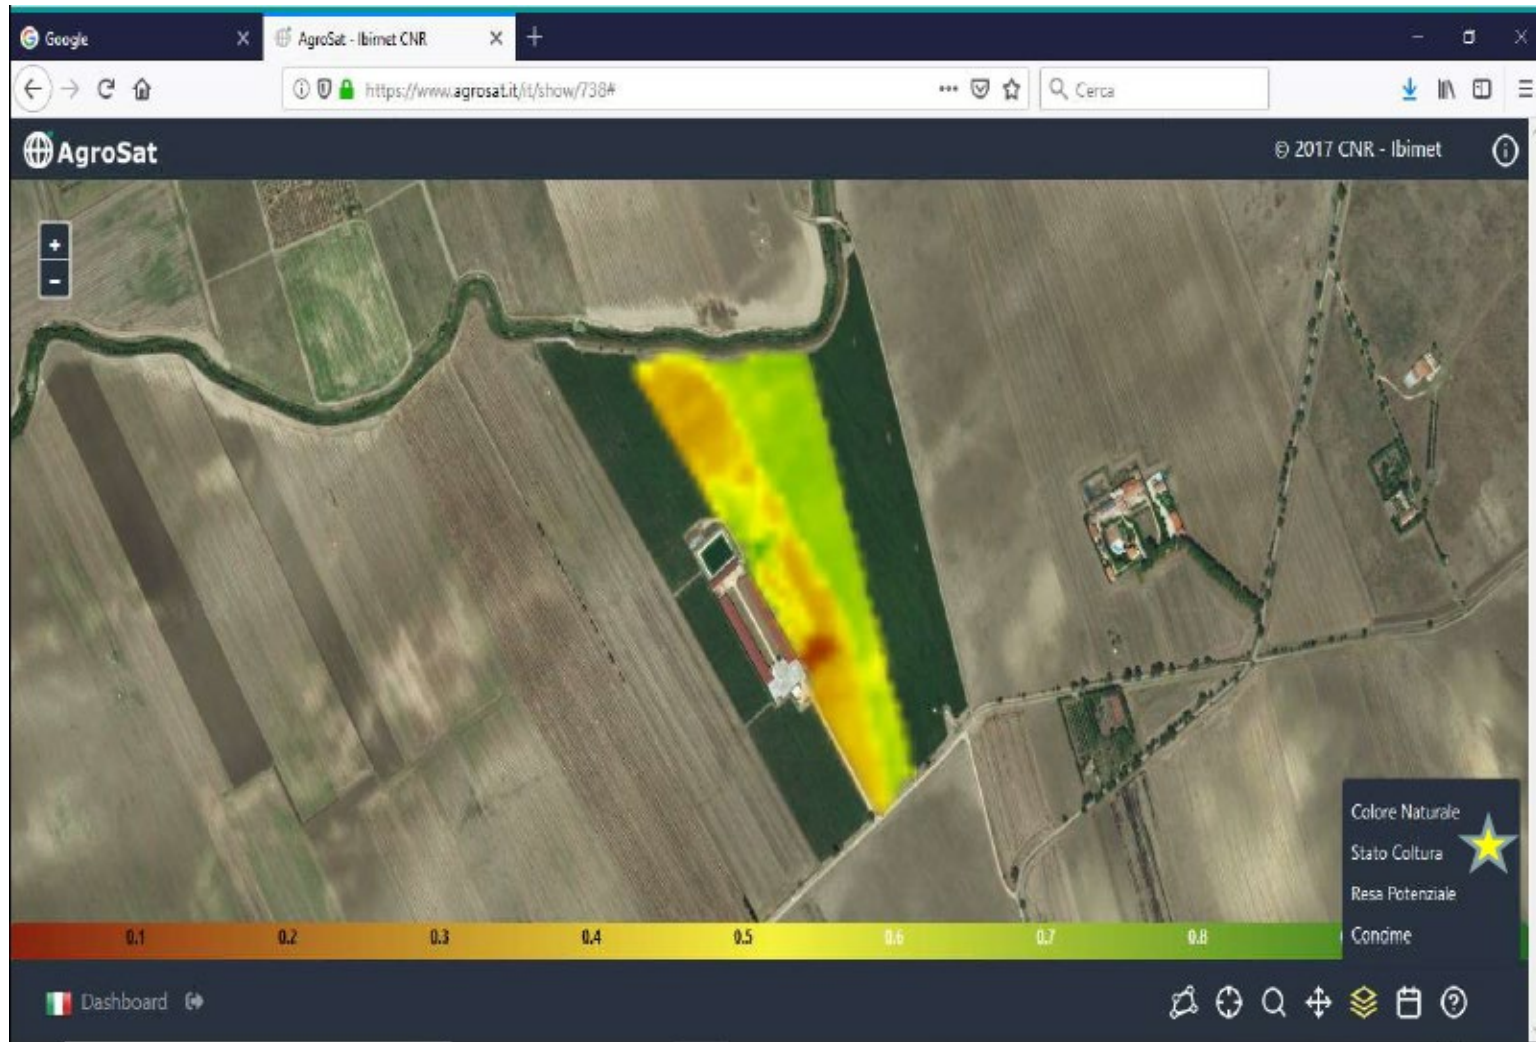 Google
AgroSat - Ibimet CNR
https://www.agrosat.it/it/show/738#
Cerca
AgroSat
© 2017 CNR - Ibimet
+
-
Colore Naturale
Stato Coltura
Resa Potenziale
Concime
0.1 0.2 0.3 0.4 0.5 0.6 0.7 0.8
Dashboard